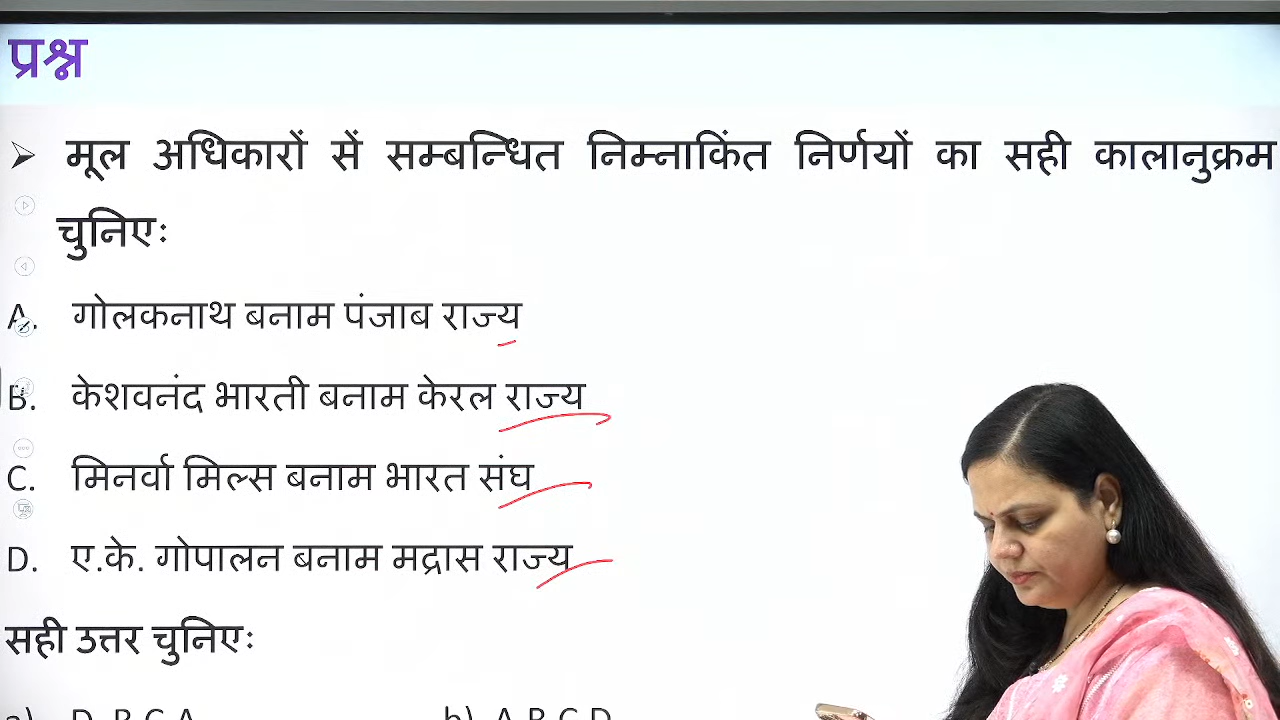 प्रश्न
➢ मूल अधिकारों सें सम्बन्धित निम्नाकिंत निर्णयों का सही कालानुक्रम
चुनिएः
A. गोलकनाथ बनाम पंजाब राज्य
B. केशवनंद भारती बनाम केरल राज्य
C. मिनर्वा मिल्स बनाम भारत संघ
D. ए.के. गोपालन बनाम मद्रास राज्य
सही उत्तर चुनिएः
a) D, B, C, A b) A, B, C, D